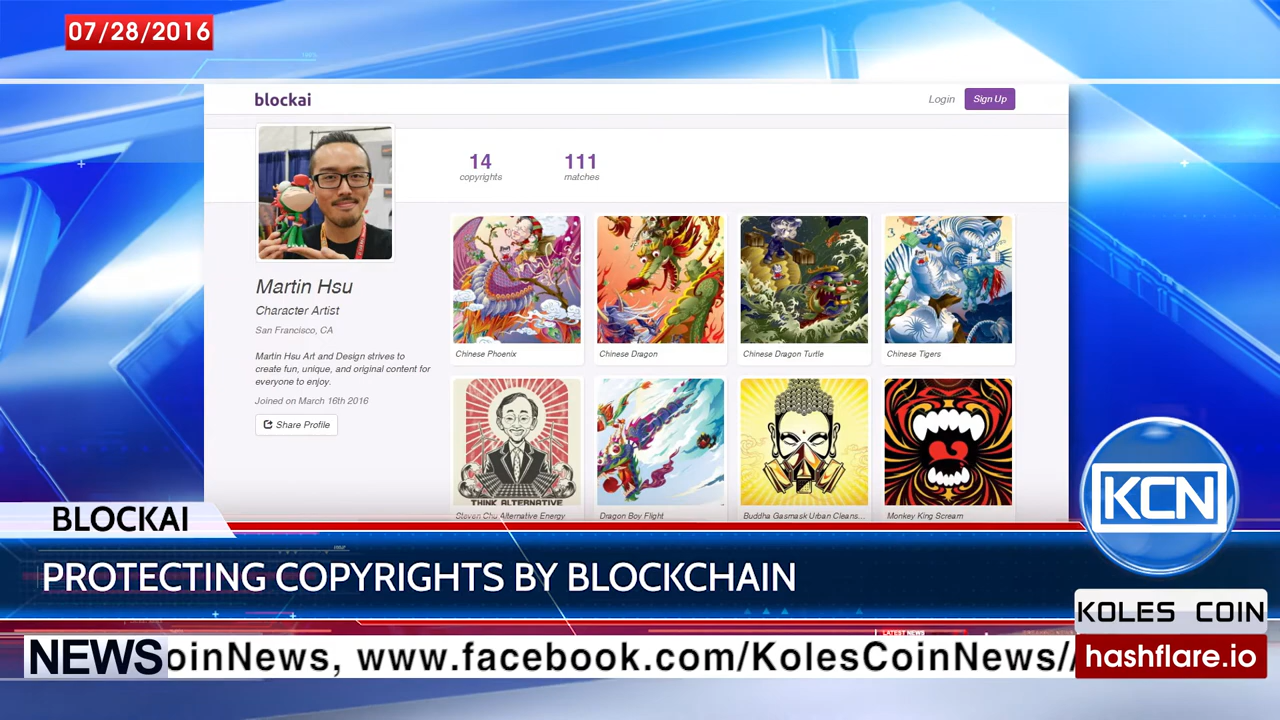 07/28/2016
blockai
Login
Sign Up
14
copyrights
111
matches
Martin Hsu
Character Artist
San Francisco, CA
Martin Hsu Art and Design strives to
create fun, unique, and original content for
everyone to enjoy.
Joined on March 16th 2016
Share Profile
Chinese Phoenix
Chinese Dragon
Chinese Dragon Turtle
Chinese Tigers
THINK ALTERNATIVE
Steven Chu Alternative Energy
Dragon Boy Flight
Buddha Gasmask Urban Cleans...
Monkey King Scream
BLOCKAI
PROTECTING COPYRIGHTS BY BLOCKCHAIN
KCN
KOLES COIN
LATEST NEWS
NEWS
oinNews, www.facebook.com/KolesCoinNews//
hashflare.io